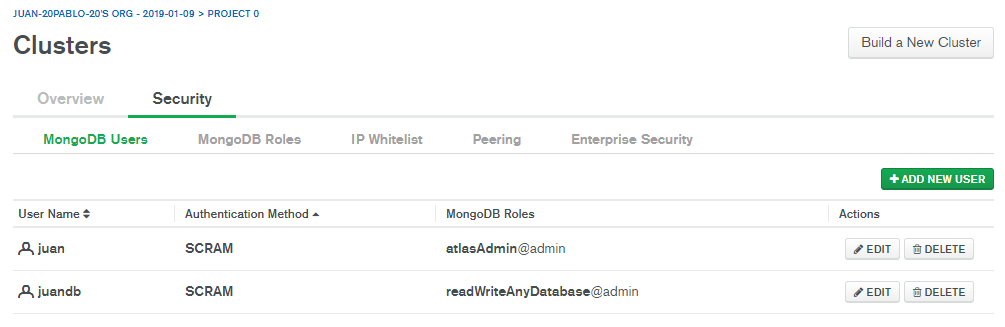 JUAN-20PABLO-20'S ORG - 2019-01-09 > PROJECT 0
Clusters
Build a New Cluster
Overview Security
MongoDB Users MongoDB Roles IP Whitelist Peering Enterprise Security
+ ADD NEW USER
User Name Authentication Method MongoDB Roles Actions
juan SCRAM atlasAdmin@admin EDIT DELETE
juandb SCRAM readWriteAnyDatabase@admin EDIT DELETE